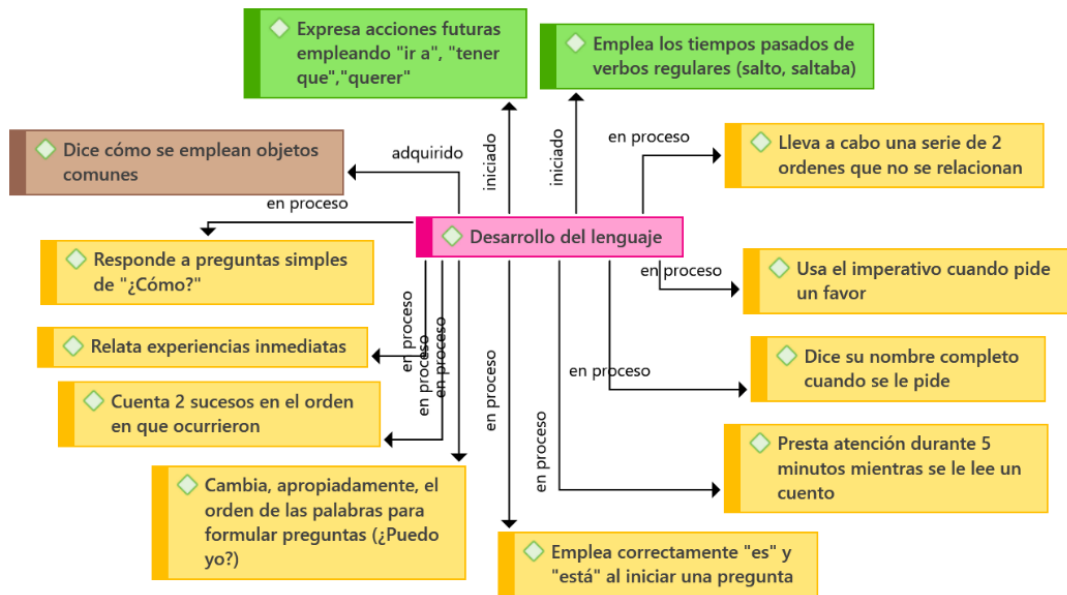 Expresa acciones futuras
empleando "ir a", "tener
que","querer"
Emplea los tiempos pasados de
verbos regulares (salto, saltaba)
Dice cómo se emplean objetos
comunes
adquirido
iniciado
iniciado
en proceso
Lleva a cabo una serie de 2
ordenes que no se relacionan
en proceso
Desarrollo del lenguaje
Responde a preguntas simples
de "¿Cómo?"
en proceso
Usa el imperativo cuando pide
un favor
Relata experiencias inmediatas
en proceso
en proceso
en proceso
en proceso
en proceso
Dice su nombre completo
cuando se le pide
Cuenta 2 sucesos en el orden
en que ocurrieron
en proceso
Presta atención durante 5
minutos mientras se le lee un
cuento
Cambia, apropiadamente, el
orden de las palabras para
formular preguntas (¿Puedo
yo?)
Emplea correctamente "es" y
"está" al iniciar una pregunta